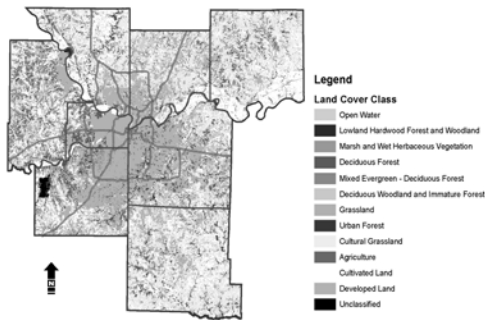 Legend
Land Cover Class
Open Water
Lowland Hardwood Forest and Woodland
Marsh and Wet Herbaceous Vegetation
Deciduous Forest
Mixed Evergreen - Deciduous Forest
Deciduous Woodland and Immature Forest
Grassland
Urban Forest
Cultural Grassland
Agriculture
Cultivated Land
Developed Land
Unclassified
N